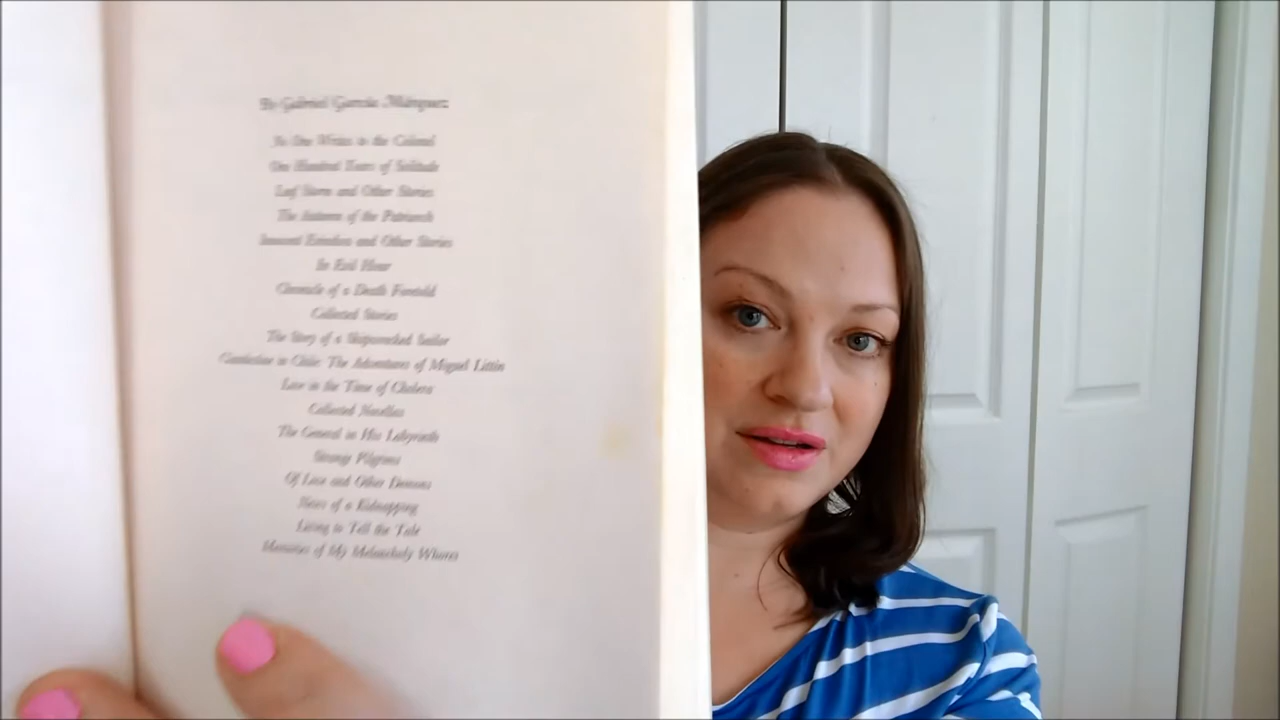 By Gabriel García Márquez
No One Writes to the Colonel
One Hundred Years of Solitude
Leaf Storm and Other Stories
The Autumn of the Patriarch
Innocent Eréndira and Other Stories
In Evil Hour
Chronicle of a Death Foretold
Collected Stories
The Story of a Shipwrecked Sailor
Clandestine in Chile: The Adventures of Miguel Littín
Love in the Time of Cholera
Collected Novellas
The General in His Labyrinth
Strange Pilgrims
Of Love and Other Demons
News of a Kidnapping
Living to Tell the Tale
Memories of My Melancholy Whores